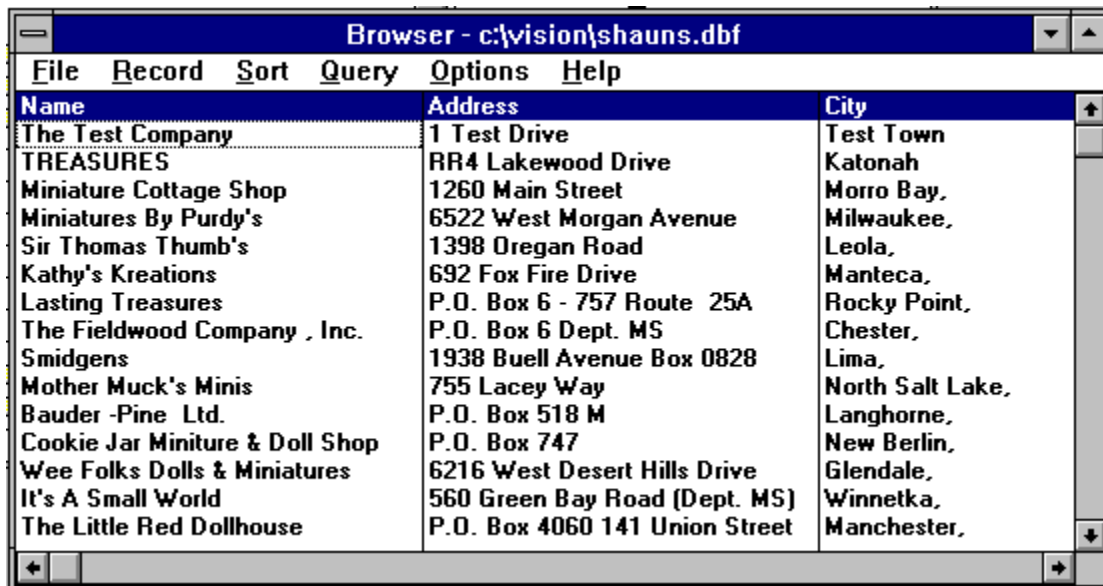 Browser - c:\vision\shauns.dbf
File Record Sort Query Options Help
Name Address City
The Test Company 1 Test Drive Test Town
TREASURES RR4 Lakewood Drive Katonah
Miniature Cottage Shop 1260 Main Street Morro Bay,
Miniatures By Purdy's 6522 West Morgan Avenue Milwaukee,
Sir Thomas Thumb's 1398 Oregan Road Leola,
Kathy's Kreations 692 Fox Fire Drive Manteca,
Lasting Treasures P.O. Box 6 - 757 Route  25A Rocky Point,
The Fieldwood Company , Inc. P.O. Box 6 Dept. MS Chester,
Smidgens 1938 Buell Avenue Box 0828 Lima,
Mother Muck's Minis 755 Lacey Way North Salt Lake,
Bauder -Pine  Ltd. P.O. Box 518 M Langhorne,
Cookie Jar Miniture & Doll Shop P.O. Box 747 New Berlin,
Wee Folks Dolls & Miniatures 6216 West Desert Hills Drive Glendale,
It's A Small World 560 Green Bay Road (Dept. MS) Winnetka,
The Little Red Dollhouse P.O. Box 4060 141 Union Street Manchester,